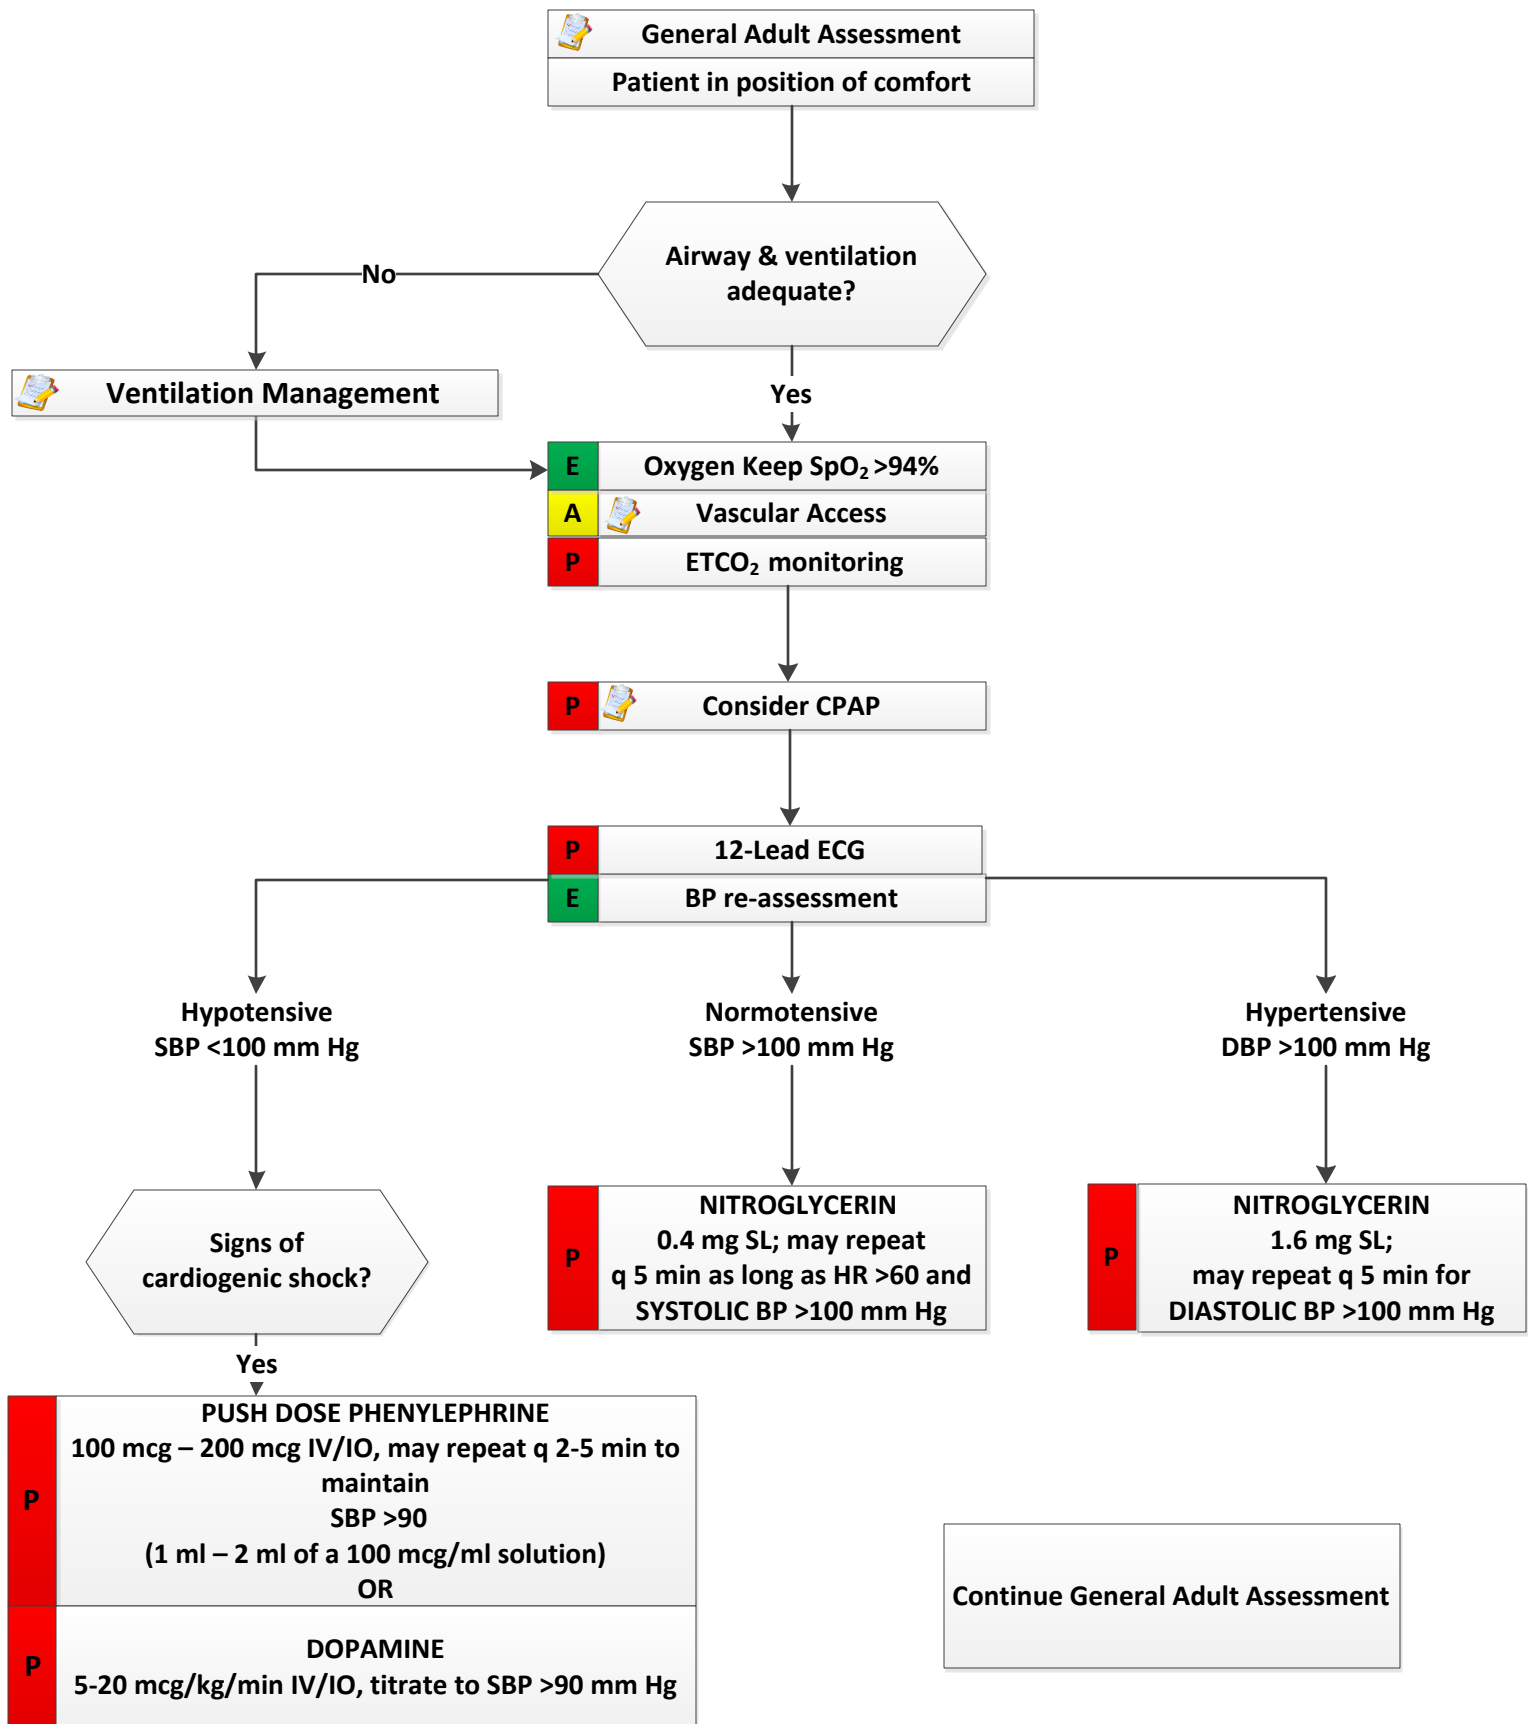 General Adult Assessment
Patient in position of comfort
Airway & ventilation
adequate?
No
Yes
Ventilation Management
E
Oxygen Keep SpO₂ >94%
A
Vascular Access
P
ETCO₂ monitoring
P
Consider CPAP
P
12-Lead ECG
E
BP re-assessment
Hypotensive
SBP <100 mm Hg
Normotensive
SBP >100 mm Hg
Hypertensive
DBP >100 mm Hg
Signs of
cardiogenic shock?
P
NITROGLYCERIN
0.4 mg SL; may repeat
q 5 min as long as HR >60 and
SYSTOLIC BP >100 mm Hg
P
NITROGLYCERIN
1.6 mg SL;
may repeat q 5 min for
DIASTOLIC BP >100 mm Hg
Yes
P
PUSH DOSE PHENYLEPHRINE
100 mcg – 200 mcg IV/IO, may repeat q 2-5 min to
maintain
SBP >90
(1 ml – 2 ml of a 100 mcg/ml solution)
OR
P
DOPAMINE
5-20 mcg/kg/min IV/IO, titrate to SBP >90 mm Hg
Continue General Adult Assessment